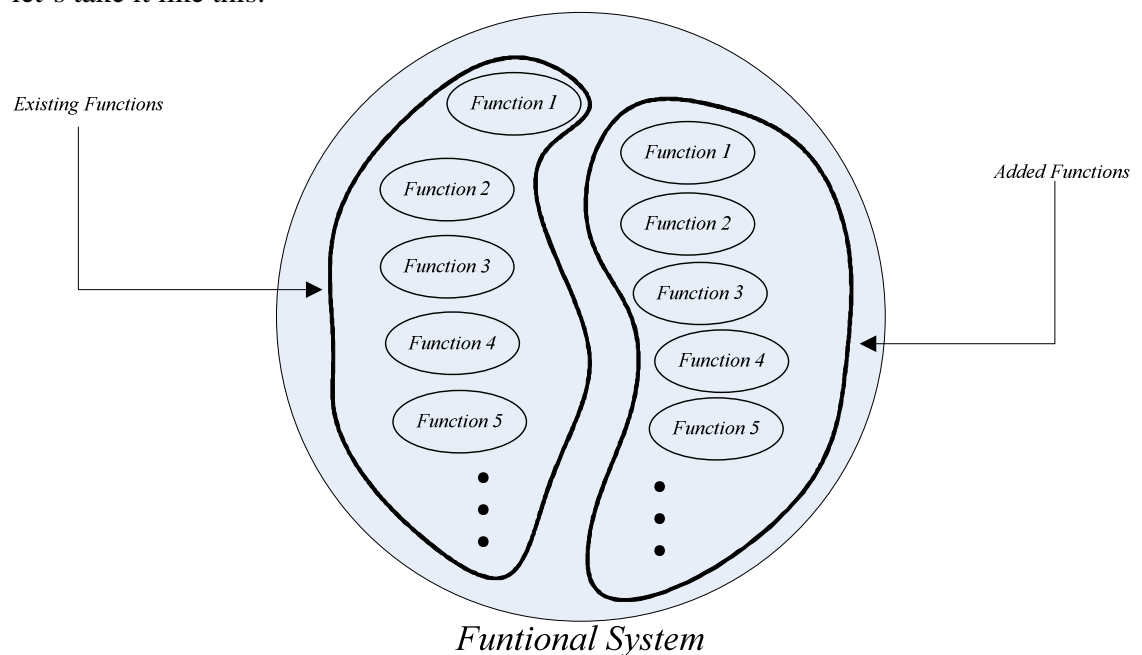 let's take it like this:
Existing Functions
Function 1
Function 2
Function 3
Function 4
Function 5
Function 1
Function 2
Function 3
Function 4
Function 5
Added Functions
Funtional System